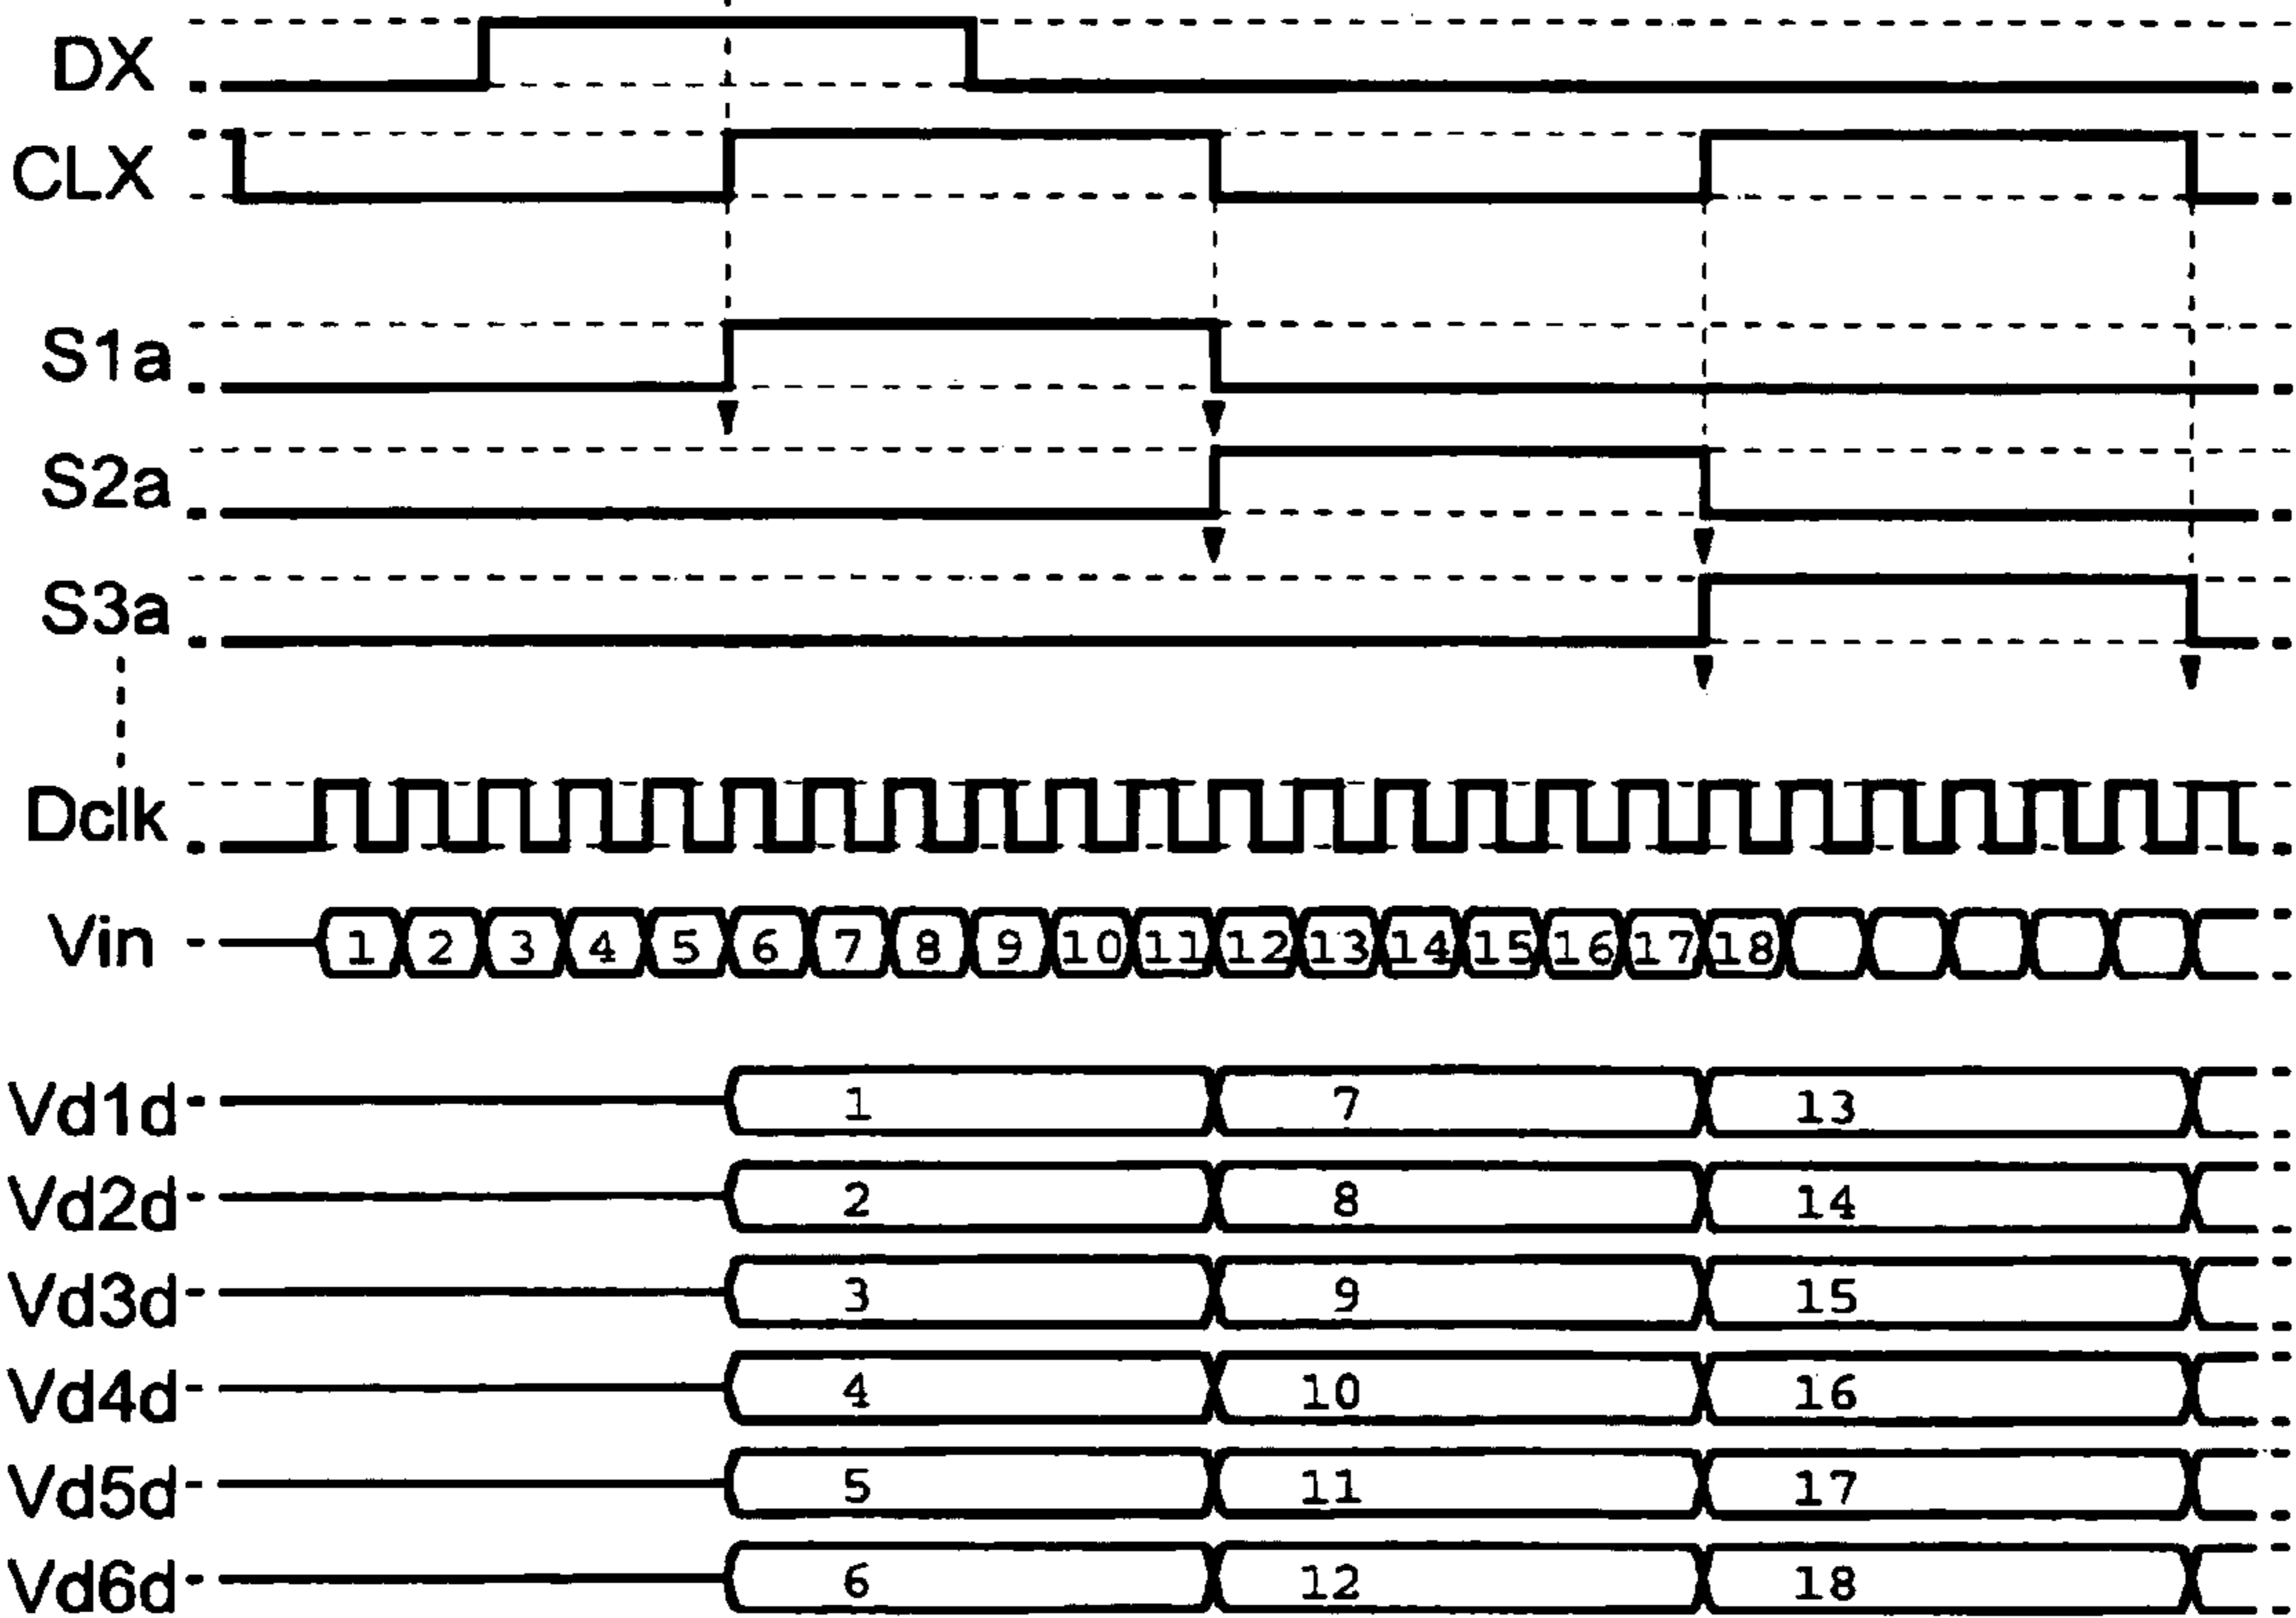 DX
CLX
S1a
S2a
S3a
Dclk
Vin 1 2 3 4 5 6 7 8 9 10 11 12 13 14 15 16 17 18
Vd1d 1 7 13
Vd2d 2 8 14
Vd3d 3 9 15
Vd4d 4 10 16
Vd5d 5 11 17
Vd6d 6 12 18